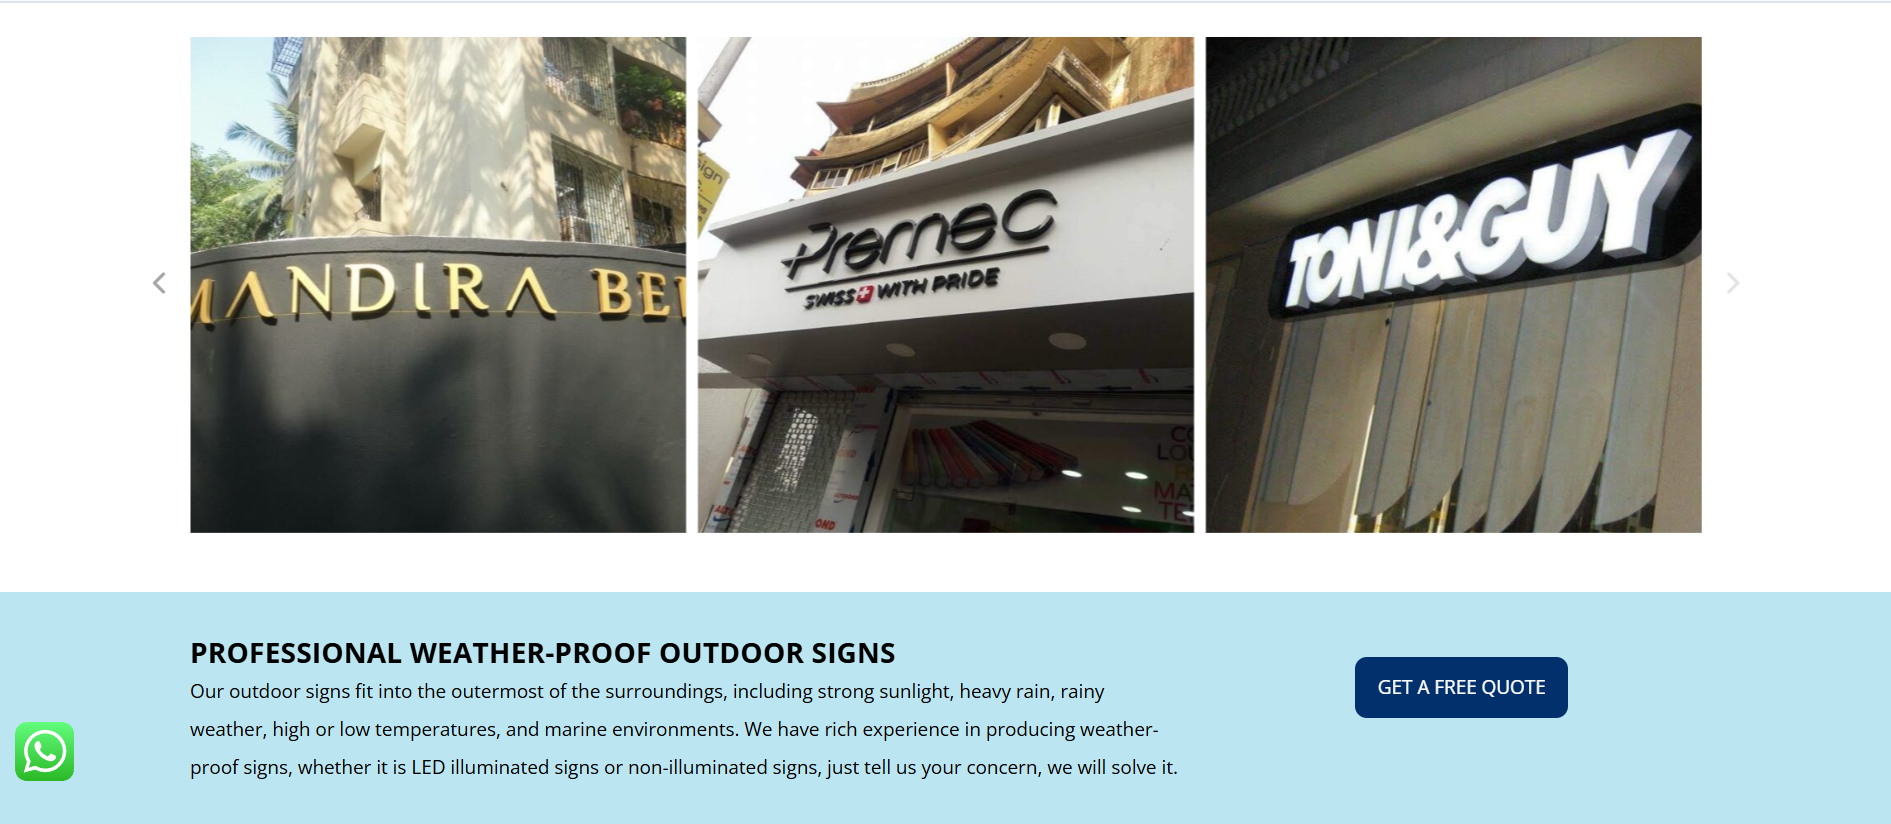 MANDIRA BE
ign
Premec
SWISS WITH PRIDE
TONI&GUY
OND
PROFESSIONAL WEATHER-PROOF OUTDOOR SIGNS
Our outdoor signs fit into the outermost of the surroundings, including strong sunlight, heavy rain, rainy
weather, high or low temperatures, and marine environments. We have rich experience in producing weather-
proof signs, whether it is LED illuminated signs or non-illuminated signs, just tell us your concern, we will solve it.
GET A FREE QUOTE